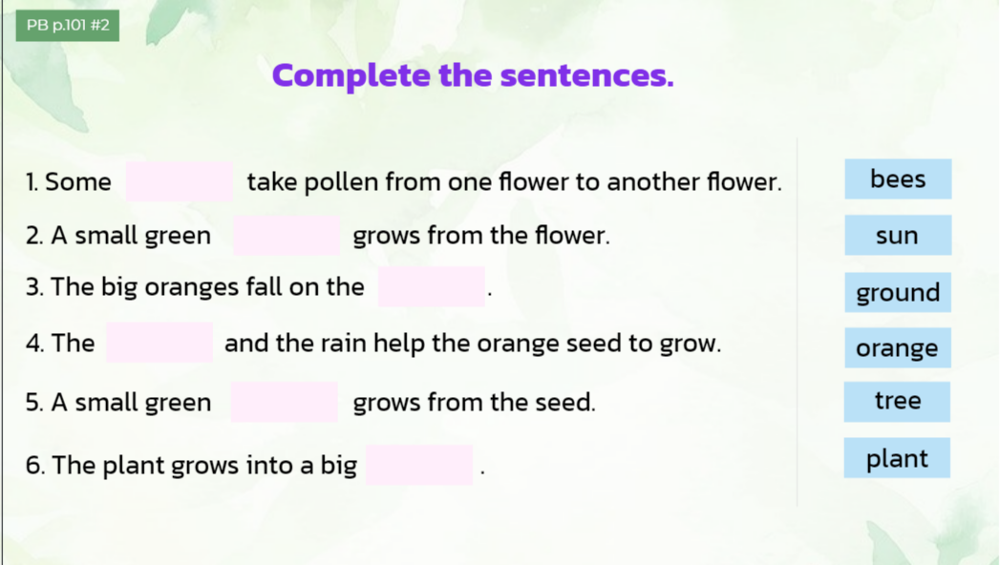 PB p.101 #2
Complete the sentences.
1. Some take pollen from one flower to another flower.
2. A small green grows from the flower.
3. The big oranges fall on the .
4. The and the rain help the orange seed to grow.
5. A small green grows from the seed.
6. The plant grows into a big .
bees
sun
ground
orange
tree
plant